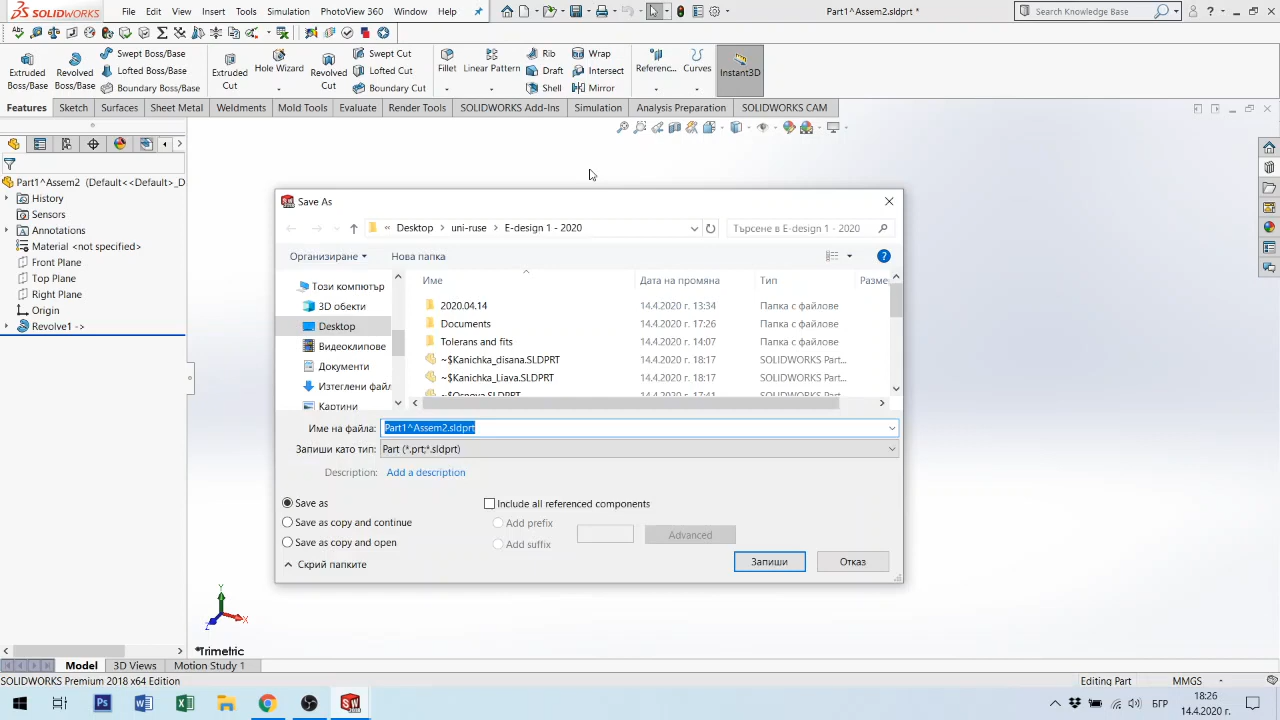 SOLIDWORKS File Edit View Insert Tools Simulation PhotoView 360 Window Help Part1^Assem2.sldprt * Search Knowledge Base
Extruded Boss/Base
Revolved Boss/Base
Swept Boss/Base
Lofted Boss/Base
Boundary Boss/Base
Extruded Cut
Hole Wizard
Revolved Cut
Swept Cut
Lofted Cut
Boundary Cut
Fillet
Linear Pattern
Rib
Draft
Shell
Wrap
Intersect
Mirror
Referenc...
Curves
Instant3D
Features Sketch Surfaces Sheet Metal Weldments Mold Tools Evaluate Render Tools SOLIDWORKS Add-Ins Simulation Analysis Preparation SOLIDWORKS CAM
Part1^Assem2 (Default<<Default>_D
History
Sensors
Annotations
Material <not specified>
Front Plane
Top Plane
Right Plane
Origin
Revolve1 ->
Save As
« Desktop > uni-ruse > E-design 1 - 2020
Търсене в E-design 1 - 2020
Организиране Нова папка
Този компютър
3D обекти
Desktop
Видеоклипове
Документи
Изтеглени файл
Картини
Име Дата на промяна Тип Разме
2020.04.14 14.4.2020 г. 13:34 Папка с файлове
Documents 14.4.2020 г. 17:26 Папка с файлове
Tolerans and fits 14.4.2020 г. 14:07 Папка с файлове
~$Kanichka_disana.SLDPRT 14.4.2020 г. 18:17 SOLIDWORKS Part...
~$Kanichka_Liava.SLDPRT 14.4.2020 г. 18:17 SOLIDWORKS Part...
~$Osnova.SLDPRT 14.4.2020 г. 17:41 SOLIDWORKS Part...
Име на файла: Part1^Assem2.sldprt
Запиши като тип: Part (*.prt;*.sldprt)
Description: Add a description
Save as
Save as copy and continue
Save as copy and open
Include all referenced components
Add prefix
Add suffix
Advanced
Скрий папките
Запиши Отказ
Y
X
Z
*Trimetric
Model 3D Views Motion Study 1
SOLIDWORKS Premium 2018 x64 Edition Editing Part MMGS
БГР 18:26
14.4.2020 г.